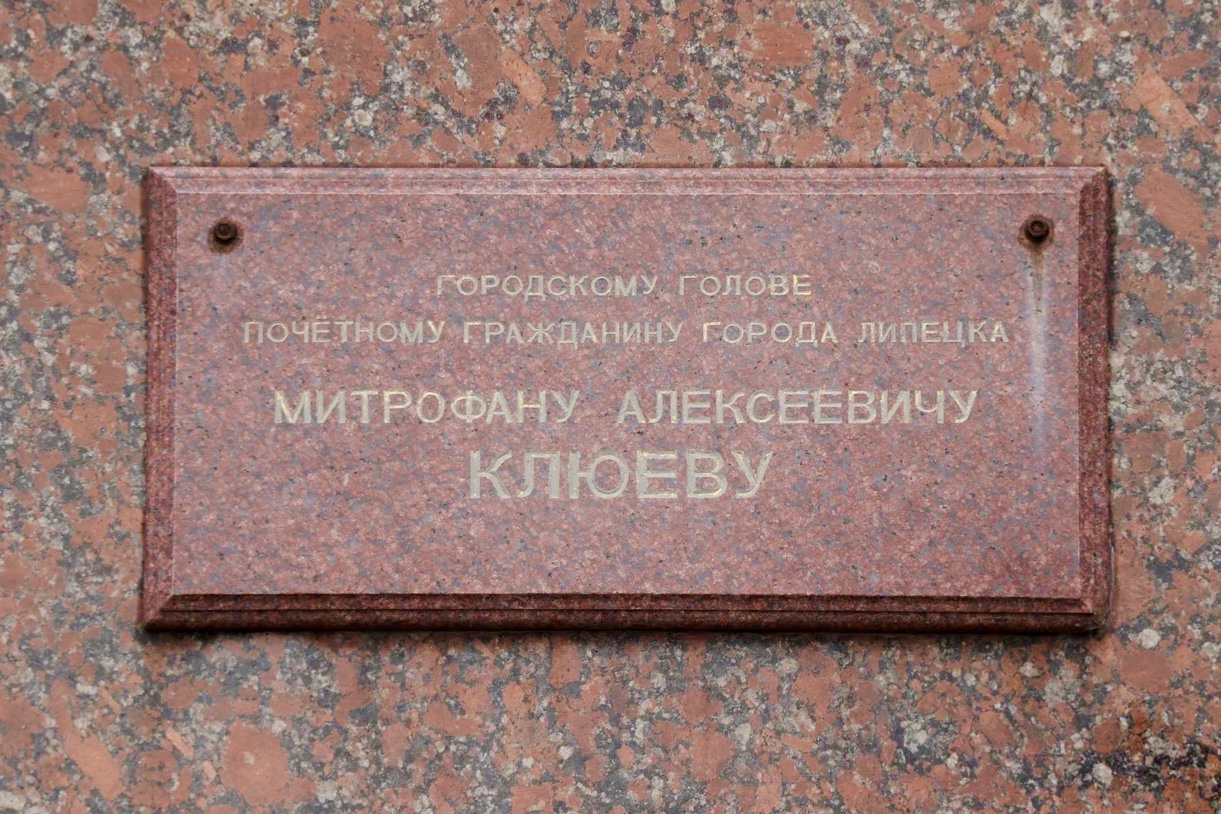 ГОРОДСКОМУ ГОЛОВЕ
ПОЧЁТНОМУ ГРАЖДАНИНУ ГОРОДА ЛИПЕЦКА
МИТРОФАНУ АЛЕКСЕЕВИЧУ
КЛЮЕВУ